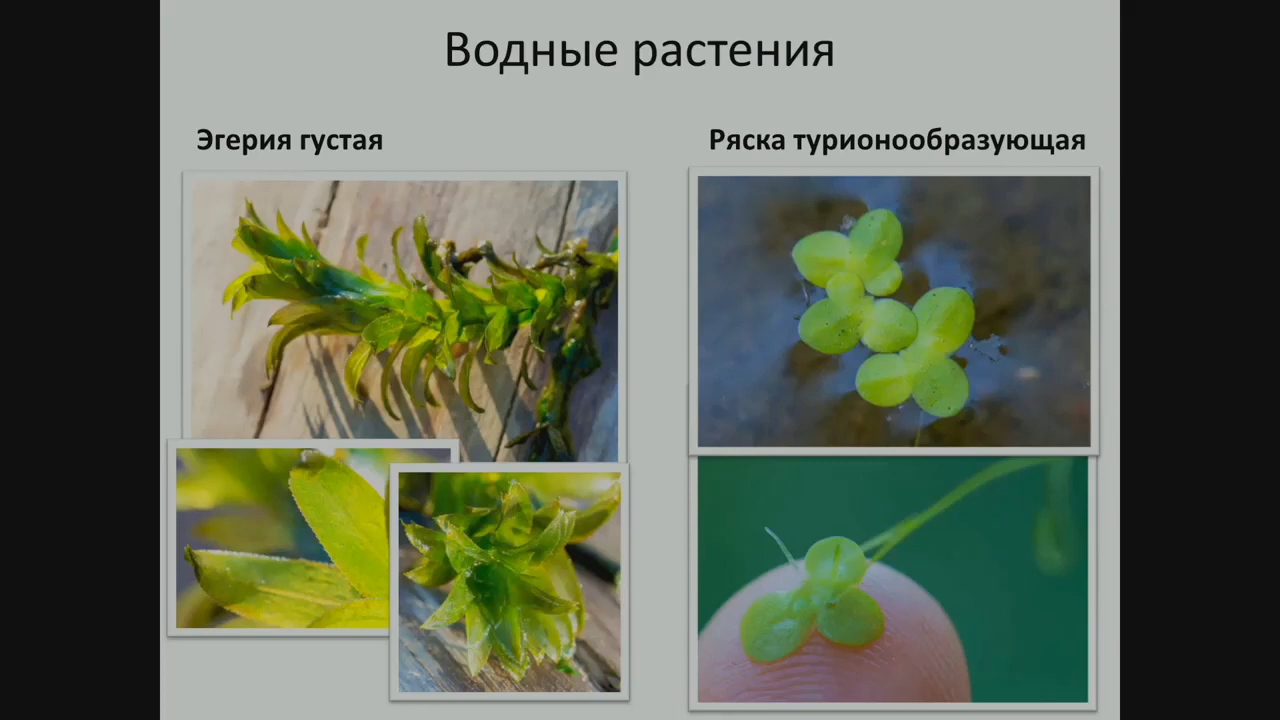 Водные растения
Эгерия густая
Ряска турионообразующая